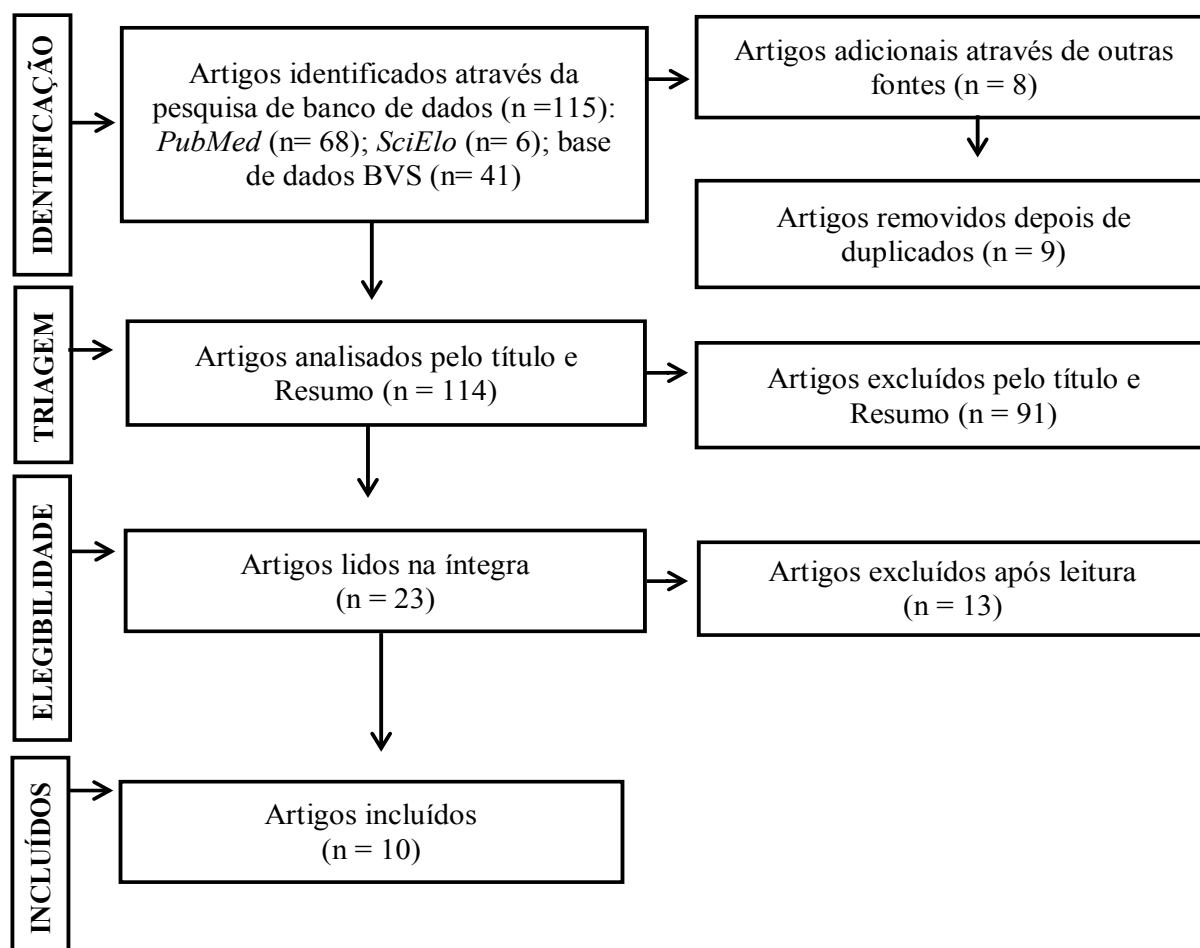 IDENTIFICAÇÃO
Artigos identificados através da
pesquisa de banco de dados (n =115):
PubMed (n= 68); SciElo (n= 6); base
de dados BVS (n= 41)
Artigos adicionais através de outras
fontes (n = 8)
Artigos removidos depois de
duplicados (n = 9)
TRIAGEM
Artigos analisados pelo título e
Resumo (n = 114)
Artigos excluídos pelo título e
Resumo (n = 91)
ELEGIBILIDADE
Artigos lidos na íntegra
(n = 23)
Artigos excluídos após leitura
(n = 13)
INCLUÍDOS
Artigos incluídos
(n = 10)